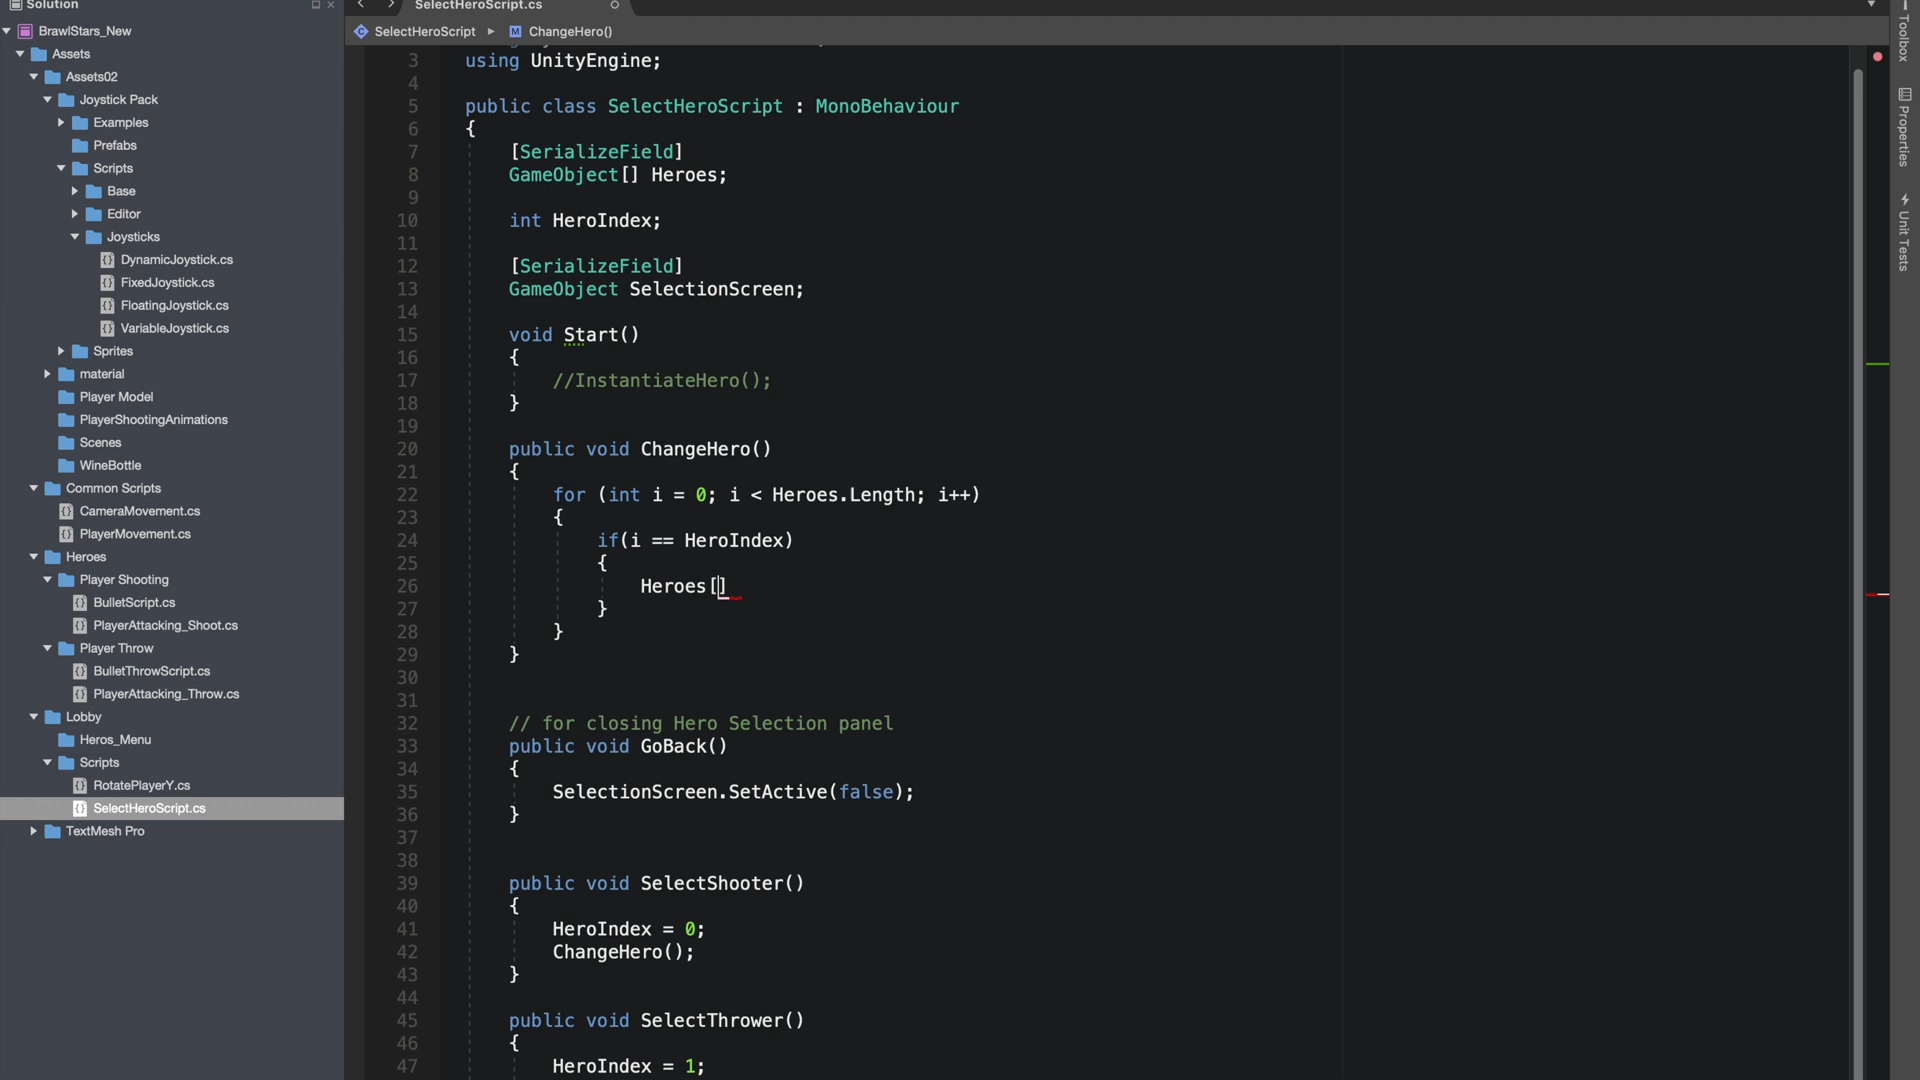 Solution
BrawlStars_New
Assets
Assets02
Joystick Pack
Examples
Prefabs
Scripts
Base
Editor
Joysticks
DynamicJoystick.cs
FixedJoystick.cs
FloatingJoystick.cs
VariableJoystick.cs
Sprites
material
Player Model
PlayerShootingAnimations
Scenes
WineBottle
Common Scripts
CameraMovement.cs
PlayerMovement.cs
Heroes
Player Shooting
BulletScript.cs
PlayerAttacking_Shoot.cs
Player Throw
BulletThrowScript.cs
PlayerAttacking_Throw.cs
Lobby
Heros_Menu
Scripts
RotatePlayerY.cs
SelectHeroScript.cs
TextMesh Pro
SelectHeroScript.cs
SelectHeroScript ▸ ChangeHero()
3 using UnityEngine;
4
5 public class SelectHeroScript : MonoBehaviour
6 {
7 [SerializeField]
8 GameObject[] Heroes;
9
10 int HeroIndex;
11
12 [SerializeField]
13 GameObject SelectionScreen;
14
15 void Start()
16 {
17 //InstantiateHero();
18 }
19
20 public void ChangeHero()
21 {
22 for (int i = 0; i < Heroes.Length; i++)
23 {
24 if(i == HeroIndex)
25 {
26 Heroes[]
27 }
28 }
29 }
30
31
32 // for closing Hero Selection panel
33 public void GoBack()
34 {
35 SelectionScreen.SetActive(false);
36 }
37
38
39 public void SelectShooter()
40 {
41 HeroIndex = 0;
42 ChangeHero();
43 }
44
45 public void SelectThrower()
46 {
47 HeroIndex = 1;
Toolbox
Properties
Unit Tests